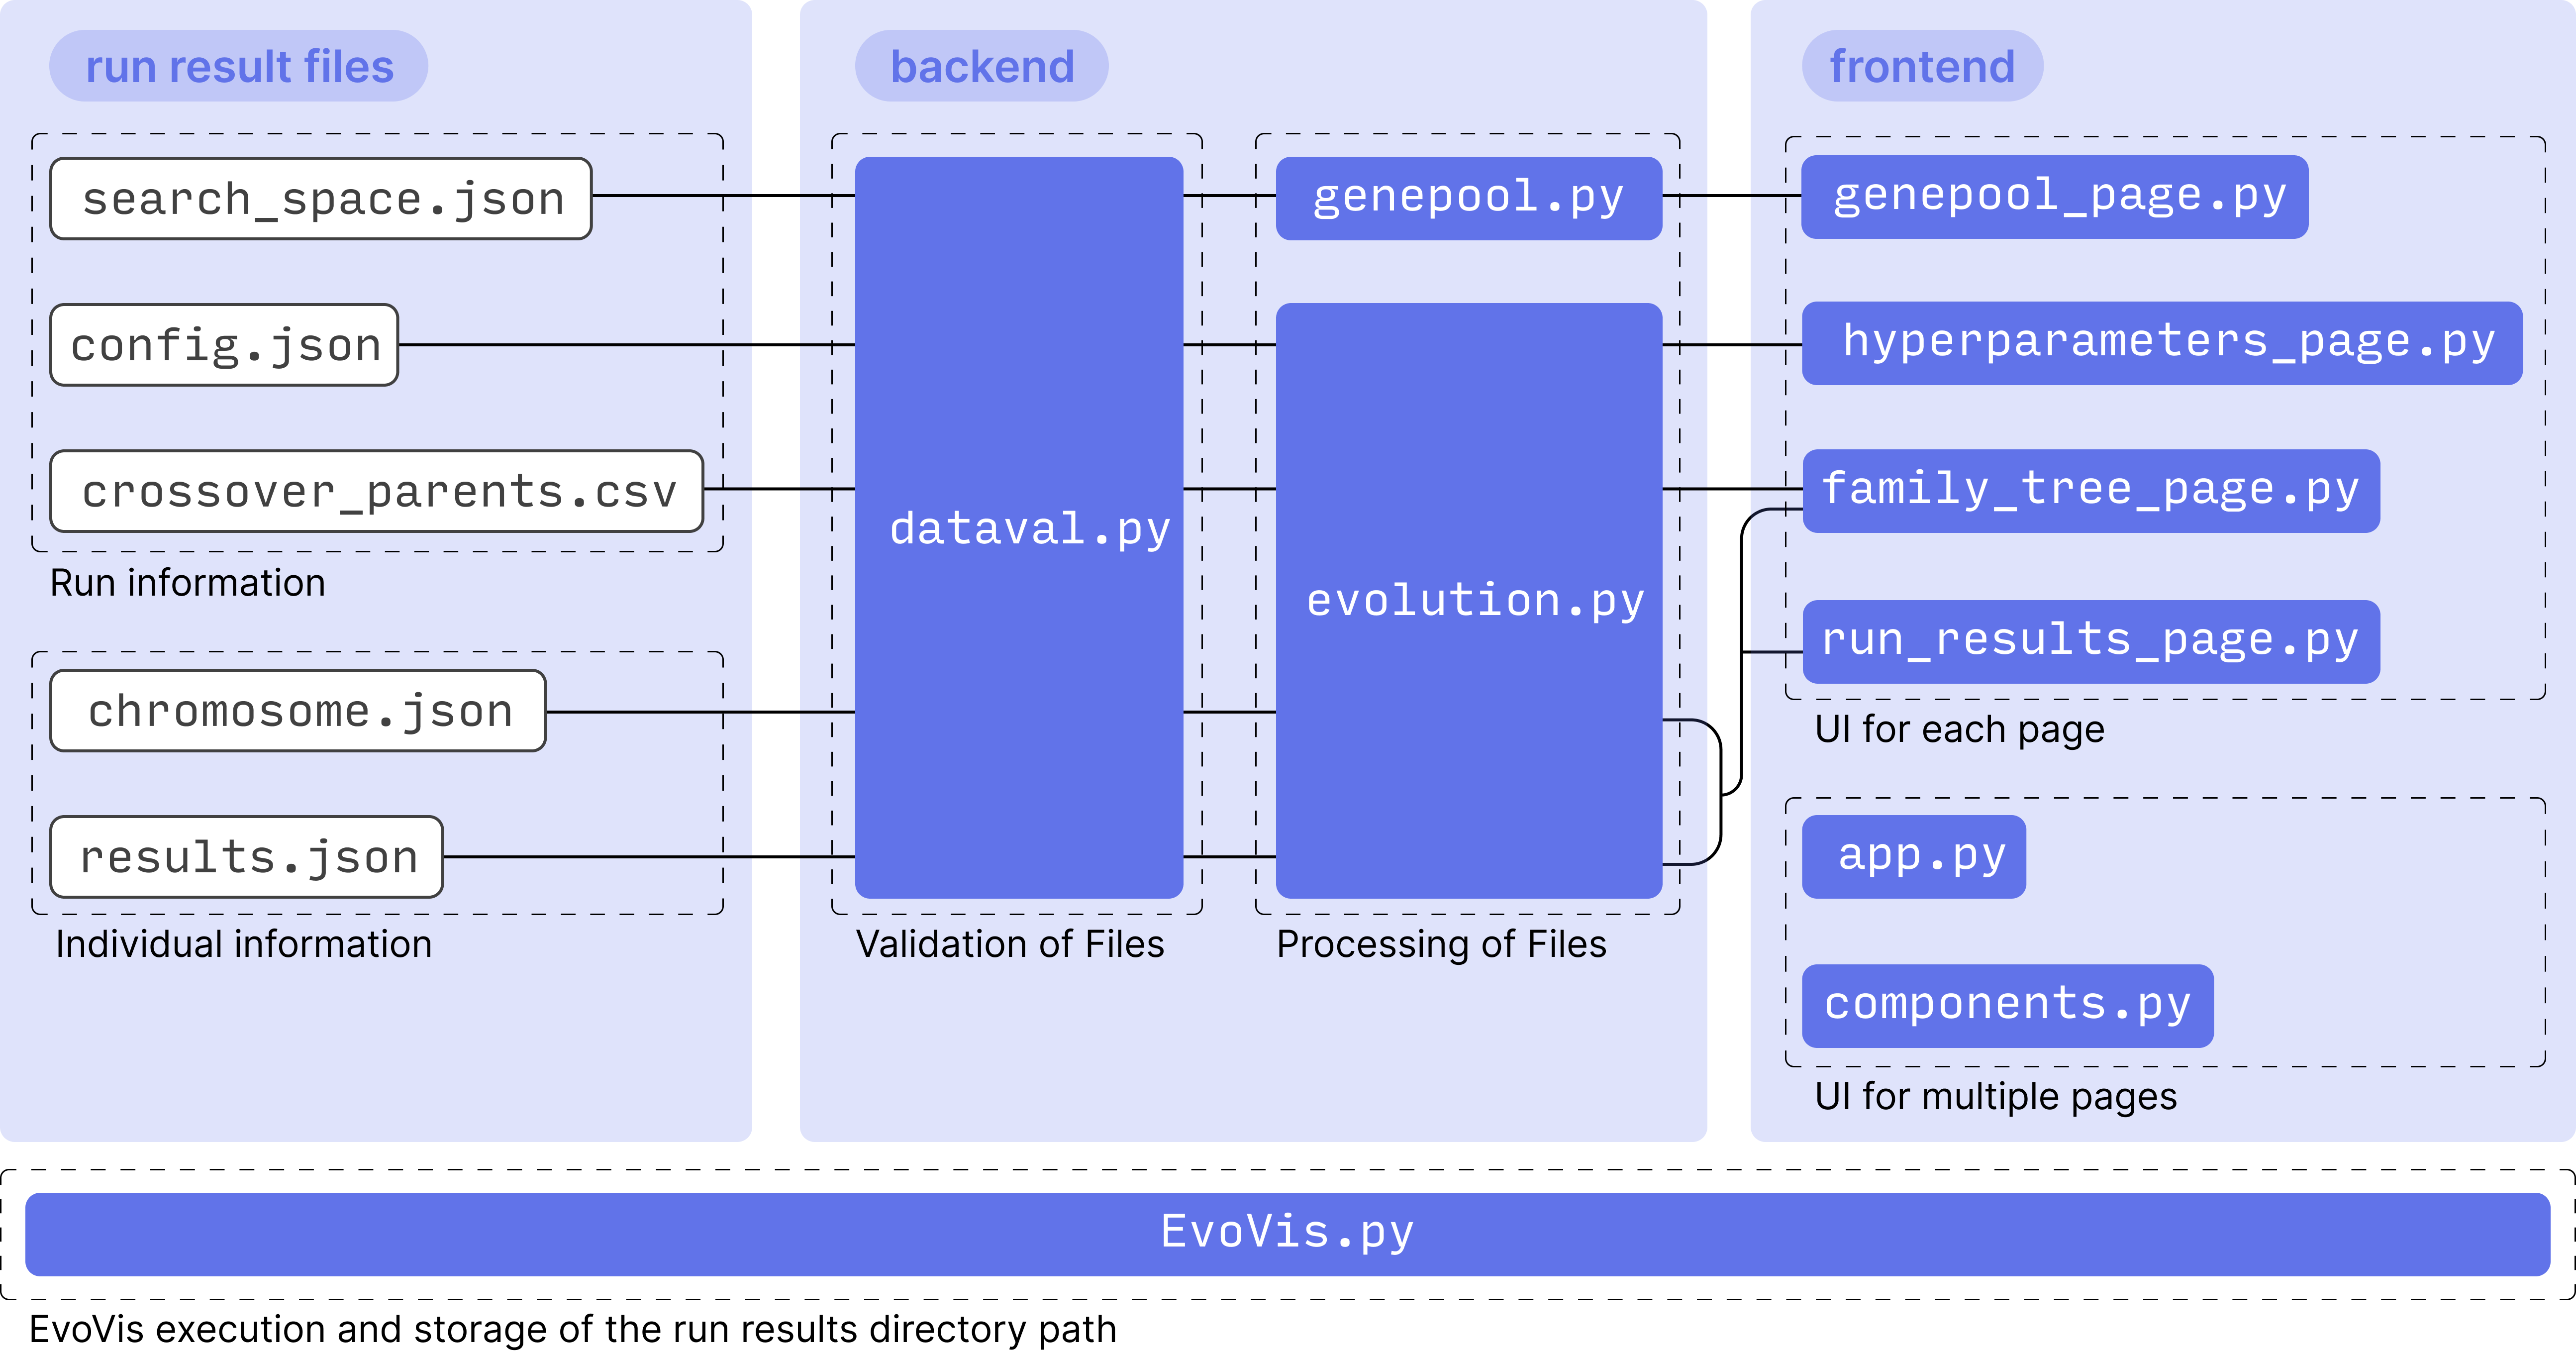 run result files
search_space.json
config.json
crossover_parents.csv
Run information
chromosome.json
results.json
Individual information
backend
dataval.py
Validation of Files
genepool.py
evolution.py
Processing of Files
frontend
genepool_page.py
hyperparameters_page.py
family_tree_page.py
run_results_page.py
UI for each page
app.py
components.py
UI for multiple pages
EvoVis.py
EvoVis execution and storage of the run results directory path